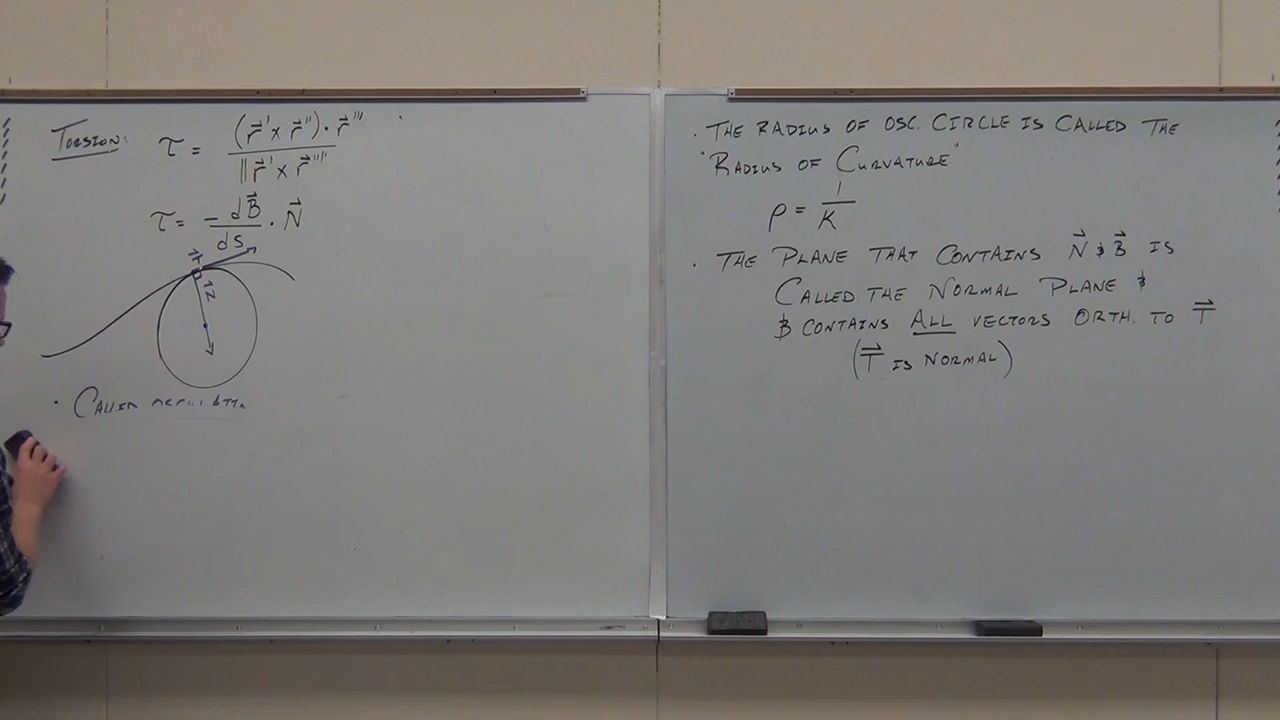 TORSION:
τ = (r⃗' × r⃗'') · r⃗''' / ||r⃗' × r⃗''||
τ = -dB⃗/ds · N⃗
T⃗
N⃗
· CALLED
· THE RADIUS OF OSC. CIRCLE IS CALLED THE
"RADIUS OF CURVATURE"
ρ = 1/K
· THE PLANE THAT CONTAINS N⃗ & B⃗ IS
CALLED THE NORMAL PLANE &
& CONTAINS ALL VECTORS ORTH. TO T⃗
(T⃗ IS NORMAL)